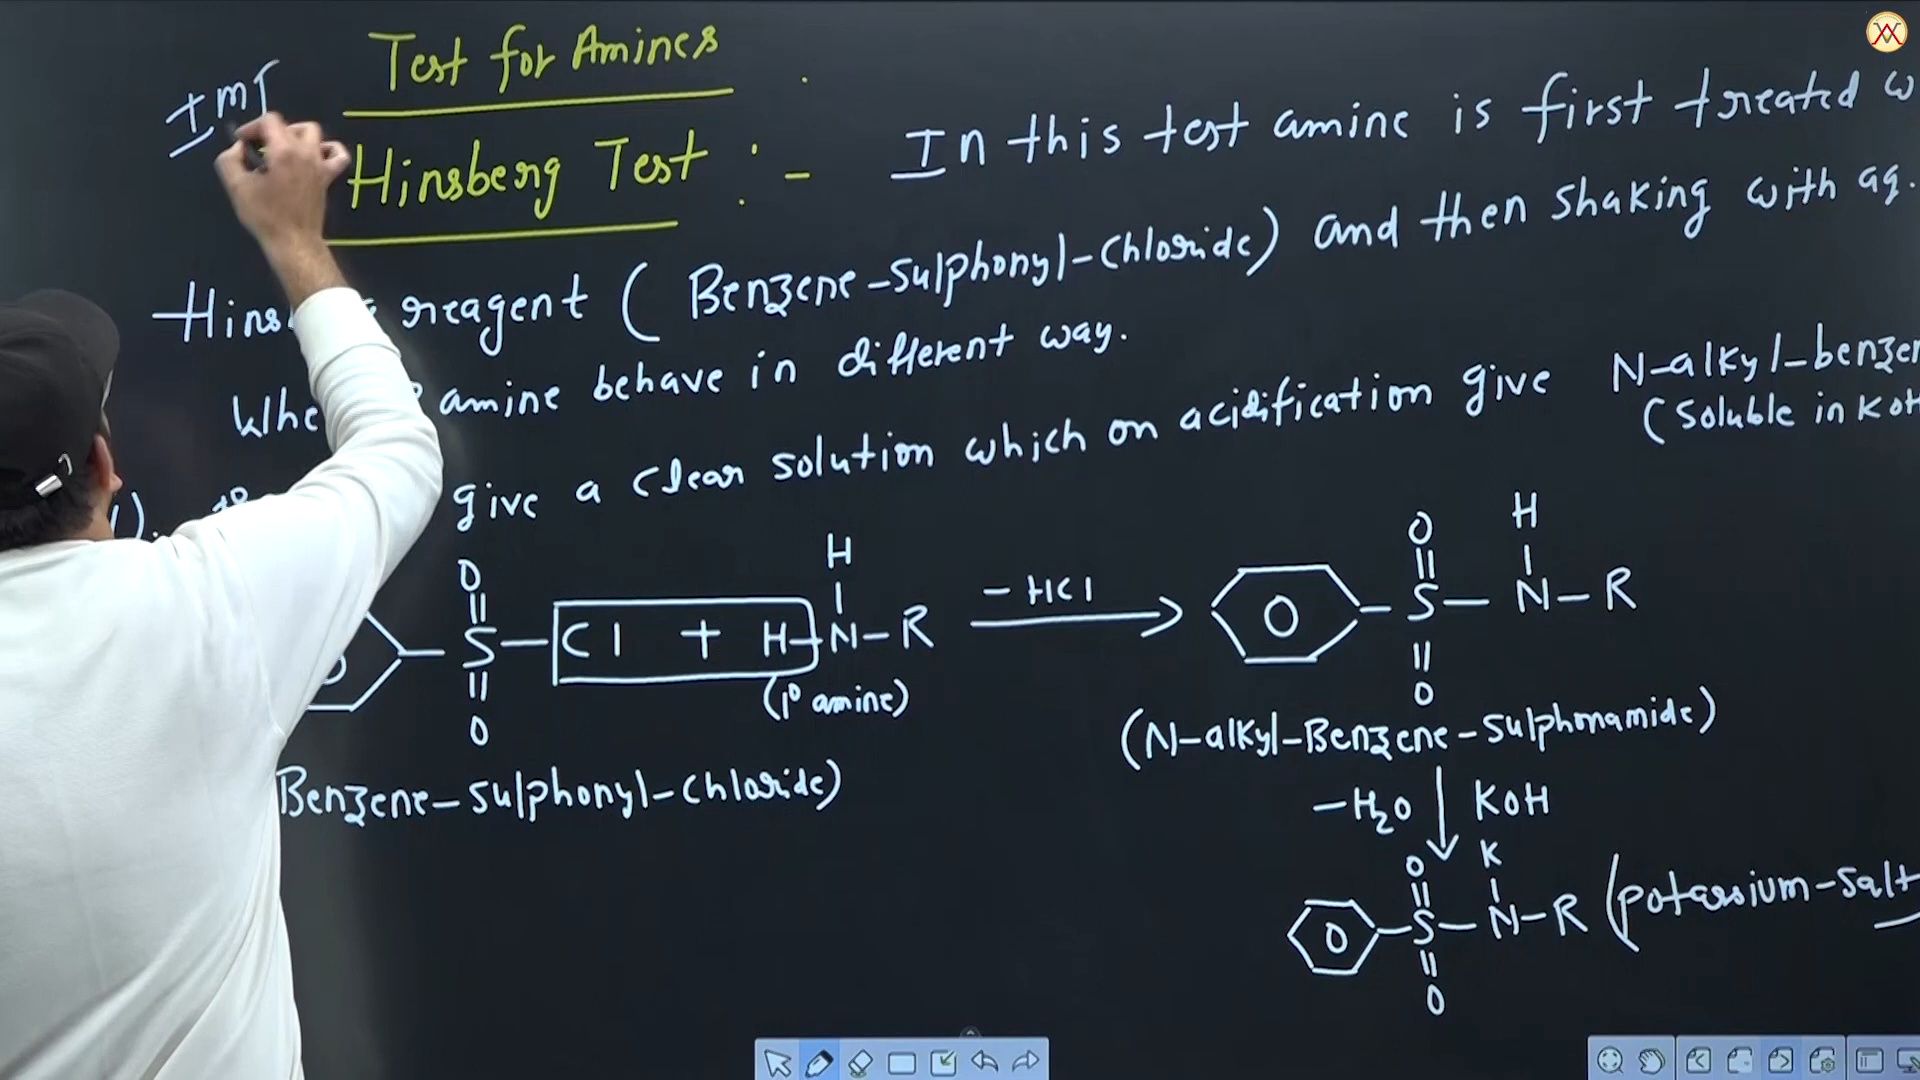 Test for Amines
Imp
Hinsberg Test :- In this test amine is first treated
reagent ( Benzene-sulphonyl-chloride) and then shaking with aq.
amine behave in different way.
1). give a clear solution which on acidification give N-alkyl-benzen
(soluble in KOH
O H
S-Cl + H-N-R
O
(1° amine)
Benzene-sulphonyl-chloride)
-HCl
O H
S-N-R
O
(N-alkyl-Benzene-sulphonamide)
-H2O KOH
O K
S-N-R (potassium-salt
O